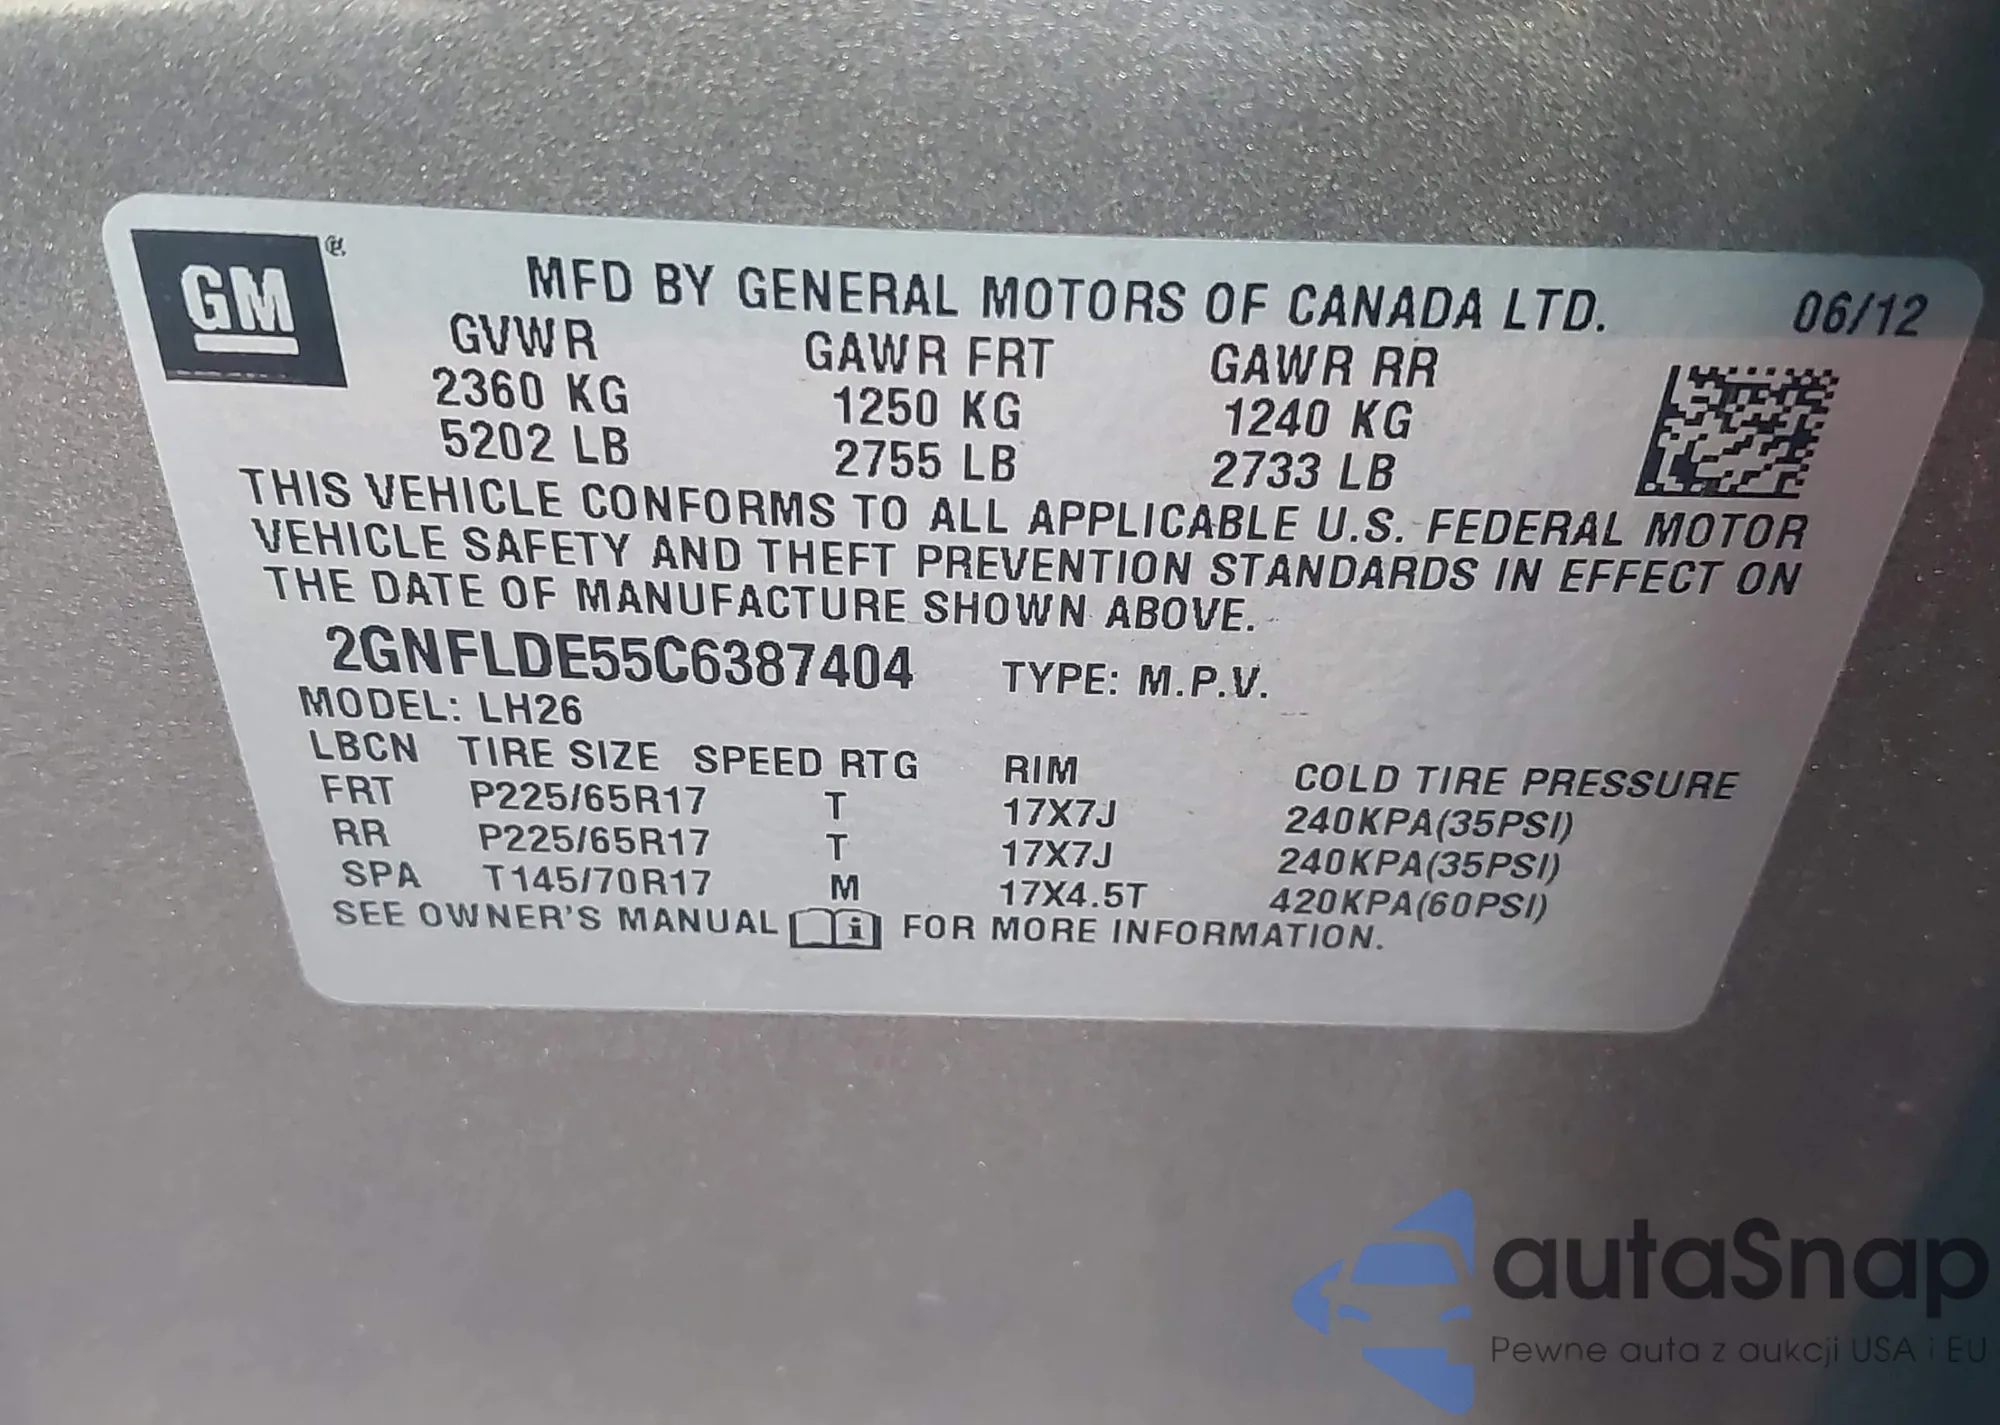 GM
MFD BY GENERAL MOTORS OF CANADA LTD. 06/12
GVWR GAWR FRT GAWR RR
2360 KG 1250 KG 1240 KG
5202 LB 2755 LB 2733 LB
THIS VEHICLE CONFORMS TO ALL APPLICABLE U.S. FEDERAL MOTOR
VEHICLE SAFETY AND THEFT PREVENTION STANDARDS IN EFFECT ON
THE DATE OF MANUFACTURE SHOWN ABOVE.
2GNFLDE55C6387404 TYPE: M.P.V.
MODEL: LH26
LBCN TIRE SIZE SPEED RTG RIM COLD TIRE PRESSURE
FRT P225/65R17 T 17X7J 240KPA(35PSI)
RR P225/65R17 T 17X7J 240KPA(35PSI)
SPA T145/70R17 M 17X4.5T 420KPA(60PSI)
SEE OWNER'S MANUAL i FOR MORE INFORMATION.
autaSnap
Pewne auta z aukcji USA i EU